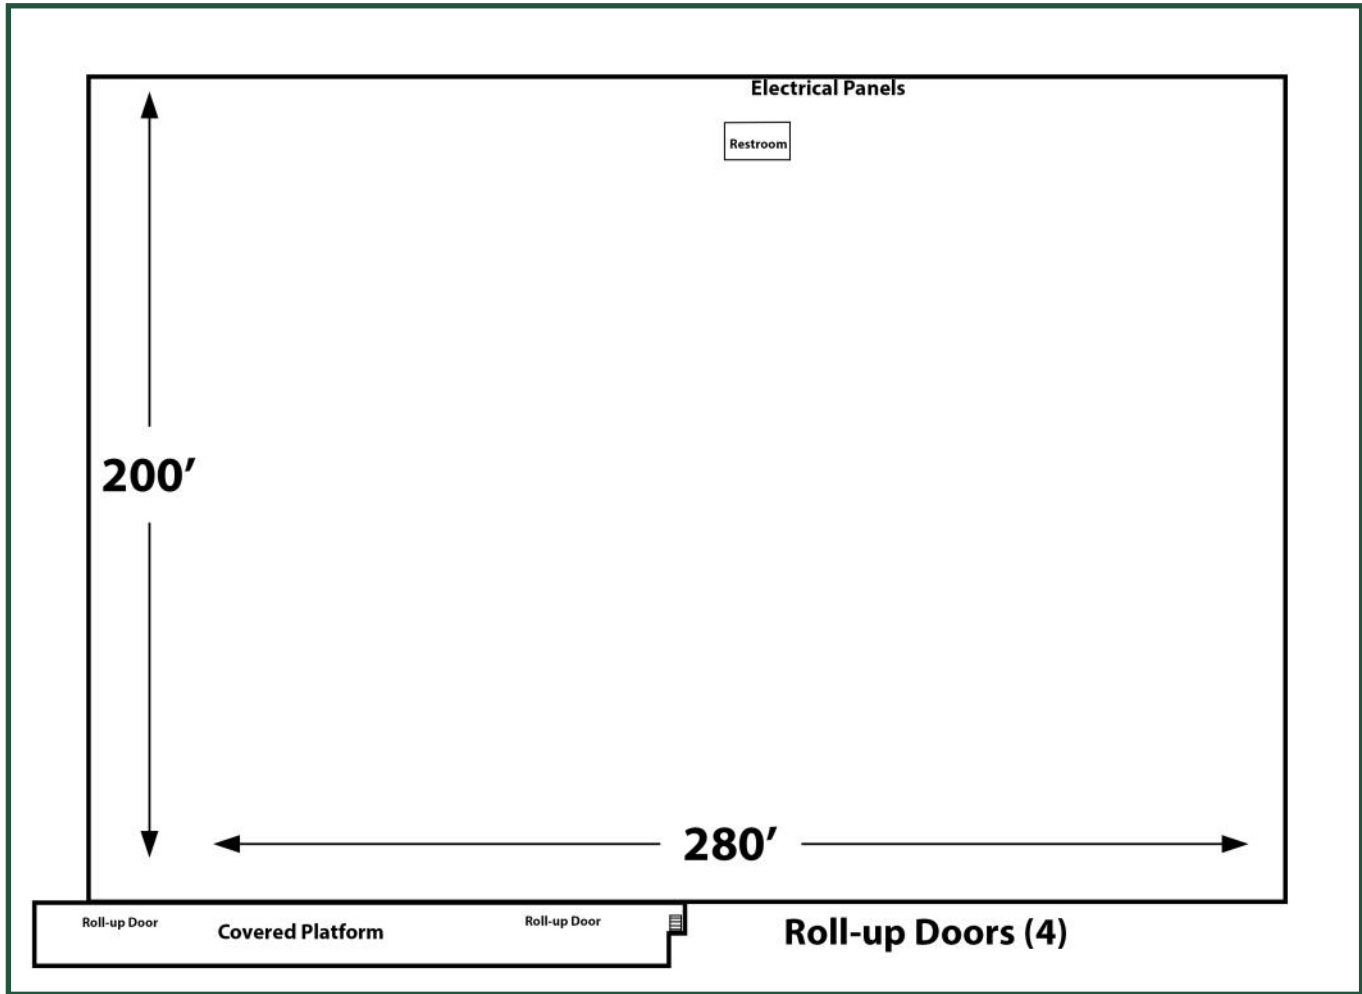 Electrical Panels
Restroom
200′
280′
Roll-up Door
Covered Platform
Roll-up Door
Roll-up Doors (4)